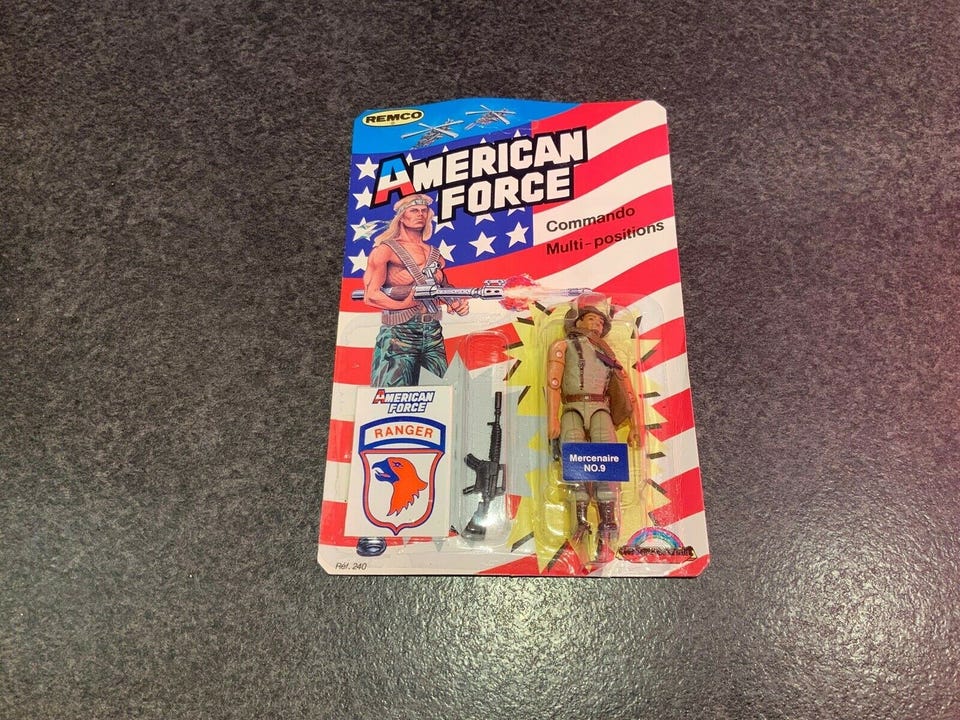 REMCO
AMERICAN
FORCE
Commando
Multi-positions
AMERICAN
FORCE
RANGER
Mercenaire
NO.9
Réf. 240